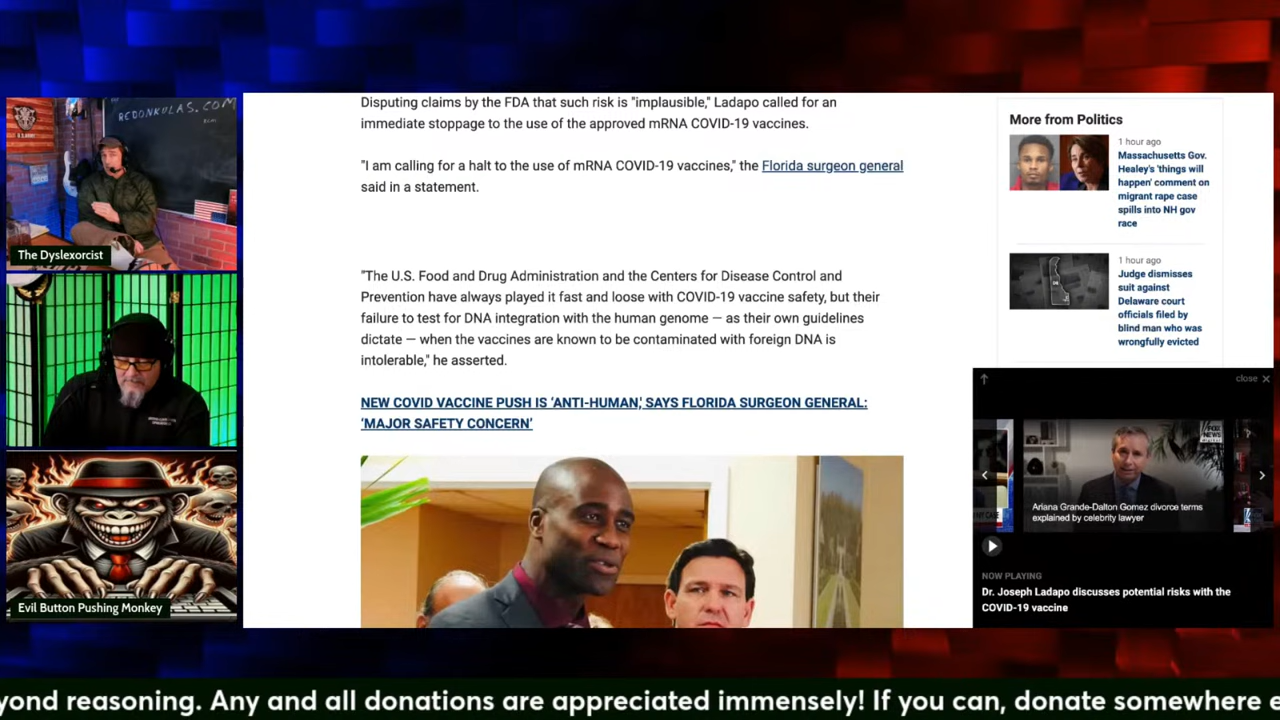 REDONKULAS.COM
The Dyslexorcist
Evil Button Pushing Monkey
Disputing claims by the FDA that such risk is "implausible," Ladapo called for an
immediate stoppage to the use of the approved mRNA COVID-19 vaccines.
"I am calling for a halt to the use of mRNA COVID-19 vaccines," the Florida surgeon general
said in a statement.
"The U.S. Food and Drug Administration and the Centers for Disease Control and
Prevention have always played it fast and loose with COVID-19 vaccine safety, but their
failure to test for DNA integration with the human genome — as their own guidelines
dictate — when the vaccines are known to be contaminated with foreign DNA is
intolerable," he asserted.
NEW COVID VACCINE PUSH IS ‘ANTI-HUMAN,’ SAYS FLORIDA SURGEON GENERAL:
‘MAJOR SAFETY CONCERN’
More from Politics
1 hour ago
Massachusetts Gov.
Healey's 'things will
happen' comment on
migrant rape case
spills into NH gov
race
1 hour ago
Judge dismisses
suit against
Delaware court
officials filed by
blind man who was
wrongfully evicted
close
Ariana Grande-Dalton Gomez divorce terms
explained by celebrity lawyer
NOW PLAYING
Dr. Joseph Ladapo discusses potential risks with the
COVID-19 vaccine
yond reasoning. Any and all donations are appreciated immensely! If you can, donate somewhere e